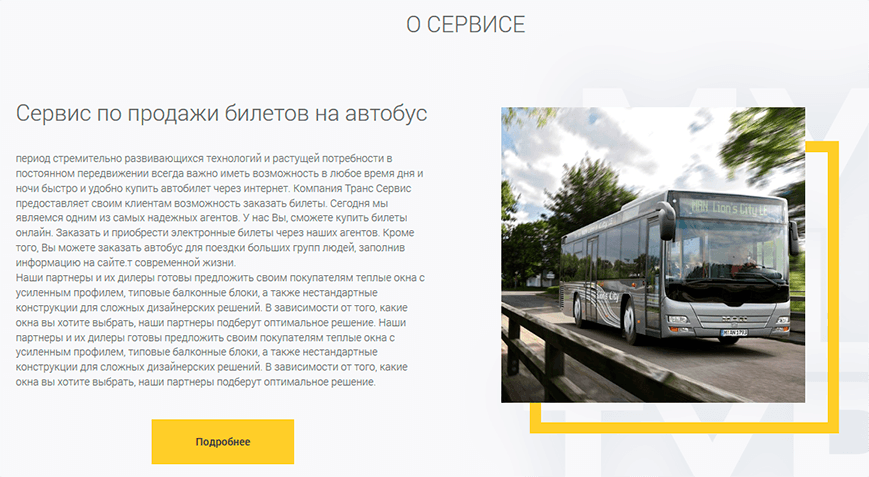 О СЕРВИСЕ
Сервис по продажи билетов на автобус
период стремительно развивающихся технологий и растущей потребности в
постоянном передвижении всегда важно иметь возможность в любое время дня и
ночи быстро и удобно купить автобилет через интернет. Компания Транс Сервис
предоставляет своим клиентам возможность заказать билеты. Сегодня мы
являемся одним из самых надежных агентов. У нас Вы, сможете купить билеты
онлайн. Заказать и приобрести электронные билеты через наших агентов. Кроме
того, Вы можете заказать автобус для поездки больших групп людей, заполнив
информацию на сайте.т современной жизни.
Наши партнеры и их дилеры готовы предложить своим покупателям теплые окна с
усиленным профилем, типовые балконные блоки, а также нестандартные
конструкции для сложных дизайнерских решений. В зависимости от того, какие
окна вы хотите выбрать, наши партнеры подберут оптимальное решение. Наши
партнеры и их дилеры готовы предложить своим покупателям теплые окна с
усиленным профилем, типовые балконные блоки, а также нестандартные
конструкции для сложных дизайнерских решений. В зависимости от того, какие
окна вы хотите выбрать, наши партнеры подберут оптимальное решение.
Подробнее
MAN Lion's City LE